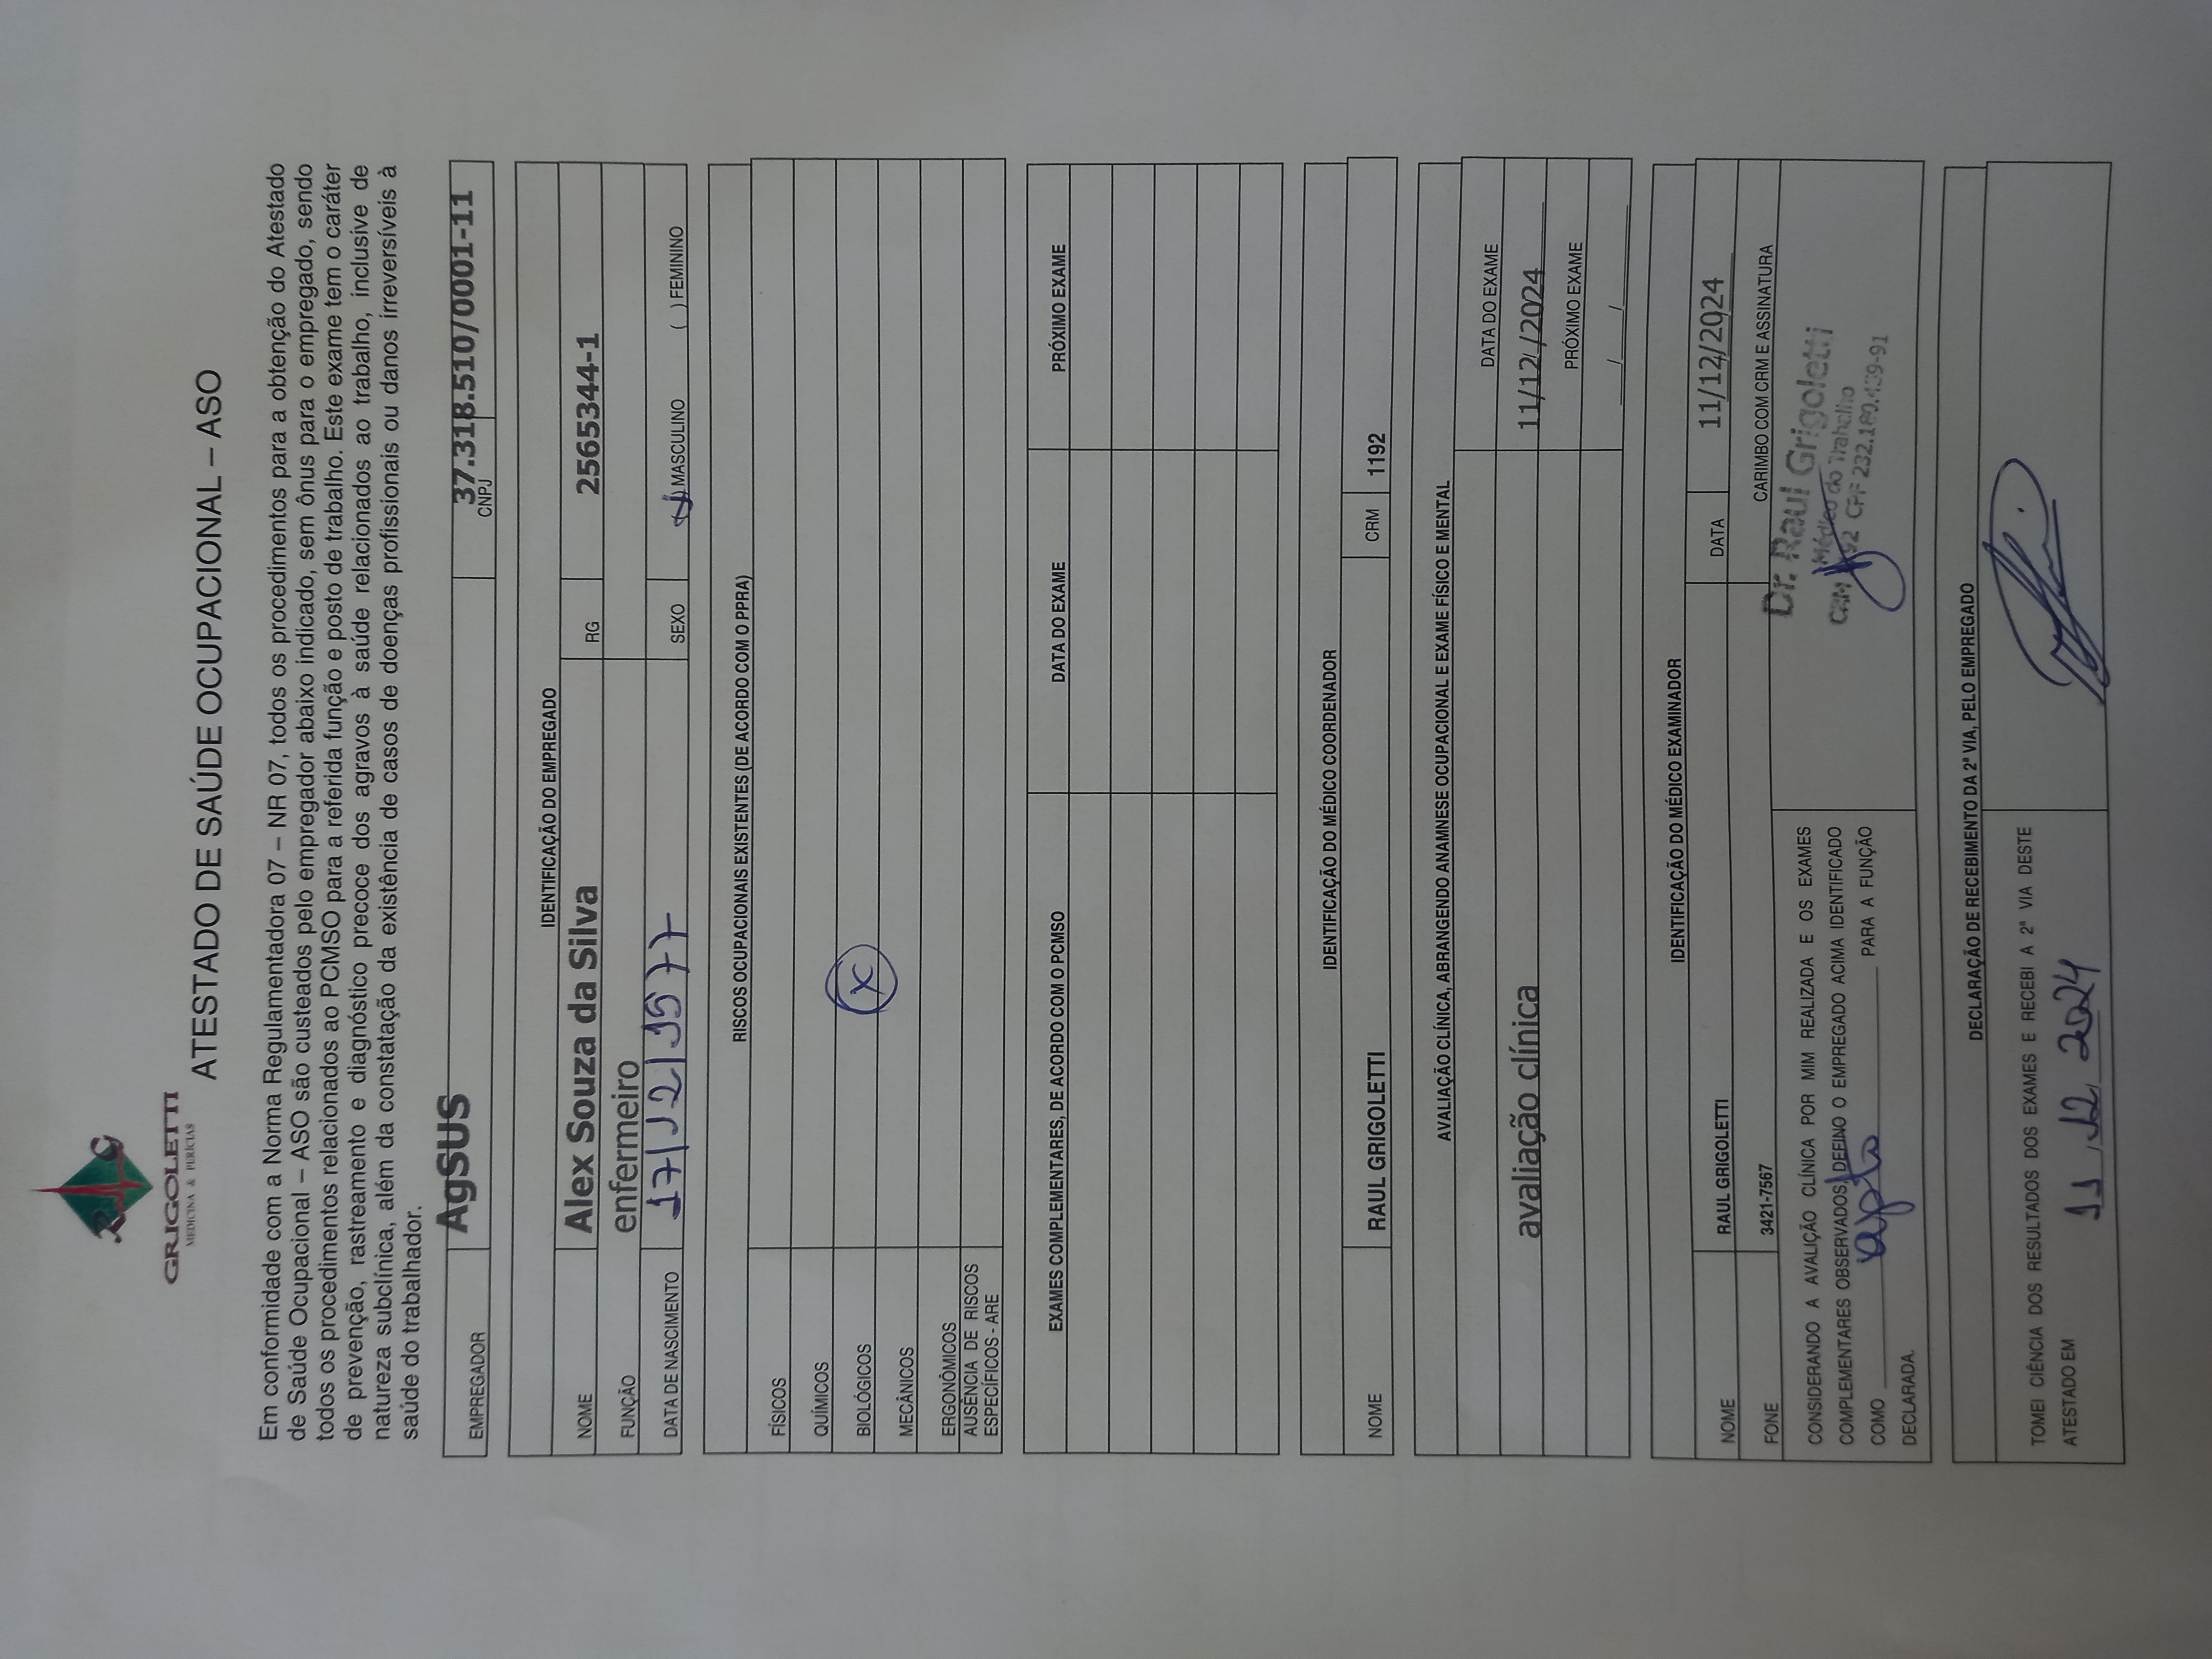 R G
GRIGOLETTI
MEDICINA & PERÍCIAS
ATESTADO DE SAÚDE OCUPACIONAL – ASO
Em conformidade com a Norma Regulamentadora 07 – NR 07, todos os procedimentos para a obtenção do Atestado
de Saúde Ocupacional – ASO são custeados pelo empregador abaixo indicado, sem ônus para o empregado, sendo
todos os procedimentos relacionados ao PCMSO para a referida função e posto de trabalho. Este exame tem o caráter
de prevenção, rastreamento e diagnóstico precoce dos agravos à saúde relacionados ao trabalho, inclusive de
natureza subclínica, além da constatação da existência de casos de doenças profissionais ou danos irreversíveis à
saúde do trabalhador.
EMPREGADOR AgSUS CNPJ 37.318.510/0001-11
IDENTIFICAÇÃO DO EMPREGADO
NOME Alex Souza da Silva RG 2565344-1
FUNÇÃO enfermeiro
DATA DE NASCIMENTO 17/12/1977 SEXO (x) MASCULINO ( ) FEMININO
RISCOS OCUPACIONAIS EXISTENTES (DE ACORDO COM O PPRA)
FÍSICOS
QUÍMICOS
BIOLÓGICOS x
MECÂNICOS
ERGONÔMICOS
AUSÊNCIA DE RISCOS
ESPECÍFICOS - ARE
EXAMES COMPLEMENTARES, DE ACORDO COM O PCMSO DATA DO EXAME PRÓXIMO EXAME
IDENTIFICAÇÃO DO MÉDICO COORDENADOR
NOME RAUL GRIGOLETTI CRM 1192
AVALIAÇÃO CLÍNICA, ABRANGENDO ANAMNESE OCUPACIONAL E EXAME FÍSICO E MENTAL
DATA DO EXAME
avaliação clínica 11/12/2024
PRÓXIMO EXAME
___/___/______
IDENTIFICAÇÃO DO MÉDICO EXAMINADOR
NOME RAUL GRIGOLETTI DATA 11/12/2024
FONE 3421-7567 CARIMBO COM CRM E ASSINATURA
CONSIDERANDO A AVALIÇÃO CLÍNICA POR MIM REALIZADA E OS EXAMES
COMPLEMENTARES OBSERVADOS, DEFINO O EMPREGADO ACIMA IDENTIFICADO
COMO apto PARA A FUNÇÃO
DECLARADA.
Dr. Raul Grigoletti
Médico do Trabalho
CRM 1192 CPF 232.180.439-91
DECLARAÇÃO DE RECEBIMENTO DA 2ª VIA, PELO EMPREGADO
TOMEI CIÊNCIA DOS RESULTADOS DOS EXAMES E RECEBI A 2ª VIA DESTE
ATESTADO EM 11/12/2024